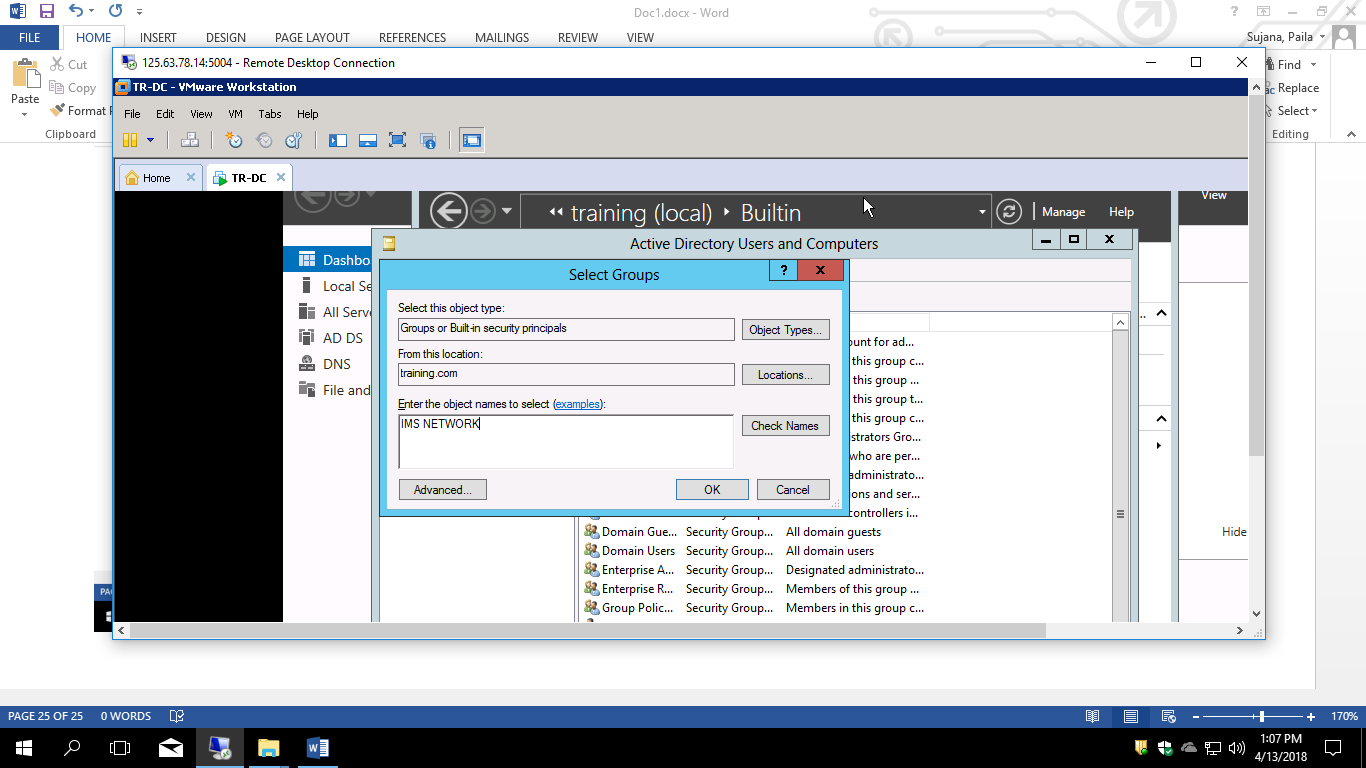 Doc1.docx - Word
FILE HOME INSERT DESIGN PAGE LAYOUT REFERENCES MAILINGS REVIEW VIEW Sujana, Paila
Cut
Copy
Format
Paste
Clipboard
Find
Replace
Select
Editing
125.63.78.14:5004 - Remote Desktop Connection
TR-DC - VMware Workstation
File Edit View VM Tabs Help
Home TR-DC
training (local) Builtin
Manage Help
View
Active Directory Users and Computers
Dashbo
Local Se
All Serve
AD DS
DNS
File and
Select Groups
?
Select this object type:
Groups or Built-in security principals
Object Types...
From this location:
training.com
Locations...
Enter the object names to select (examples):
IMS NETWORK
Check Names
Advanced... OK Cancel
ount for ad...
this group c...
this group ...
this group t...
this group c...
strators Gro...
who are per...
administrato...
ons and ser...
controllers i...
Domain Gue... Security Group... All domain guests
Domain Users Security Group... All domain users
Enterprise A... Security Group... Designated administrato...
Enterprise R... Security Group... Members of this group ...
Group Polic... Security Group... Members in this group c...
Hide
PAGE 25 OF 25 0 WORDS
170%
1:07 PM
4/13/2018